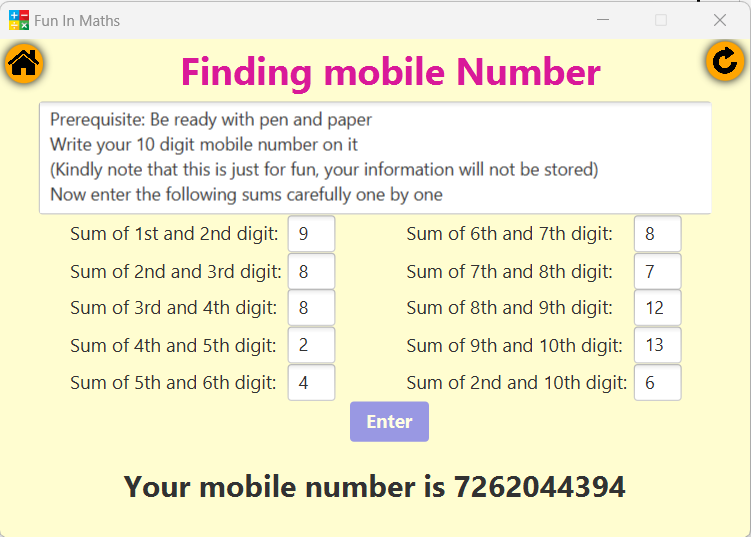 Fun In Maths
Finding mobile Number
Prerequisite: Be ready with pen and paper
Write your 10 digit mobile number on it
(Kindly note that this is just for fun, your information will not be stored)
Now enter the following sums carefully one by one
Sum of 1st and 2nd digit: 9
Sum of 2nd and 3rd digit: 8
Sum of 3rd and 4th digit: 8
Sum of 4th and 5th digit: 2
Sum of 5th and 6th digit: 4
Sum of 6th and 7th digit: 8
Sum of 7th and 8th digit: 7
Sum of 8th and 9th digit: 12
Sum of 9th and 10th digit: 13
Sum of 2nd and 10th digit: 6
Enter
Your mobile number is 7262044394